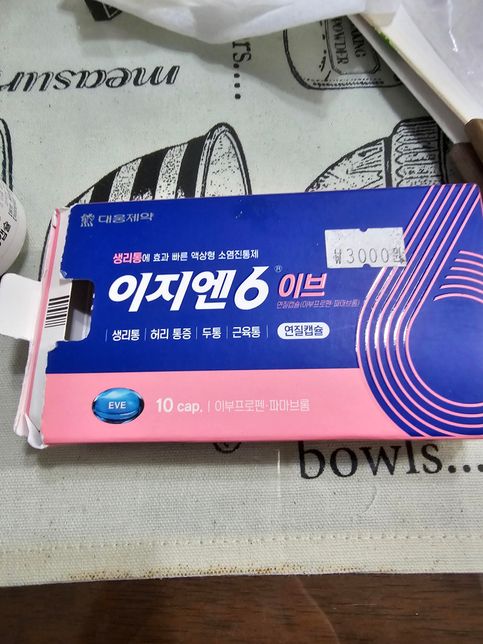 measur
ers...
KING
POWDER
대웅제약
₩3000원
생리통에 효과 빠른 액상형 소염진통제
이지엔6® 이브
연질캡슐(이부프로펜·파마브롬)
생리통 | 허리 통증 | 두통 | 근육통 연질캡슐
EVE
10 cap. | 이부프로펜·파마브롬
bowls...